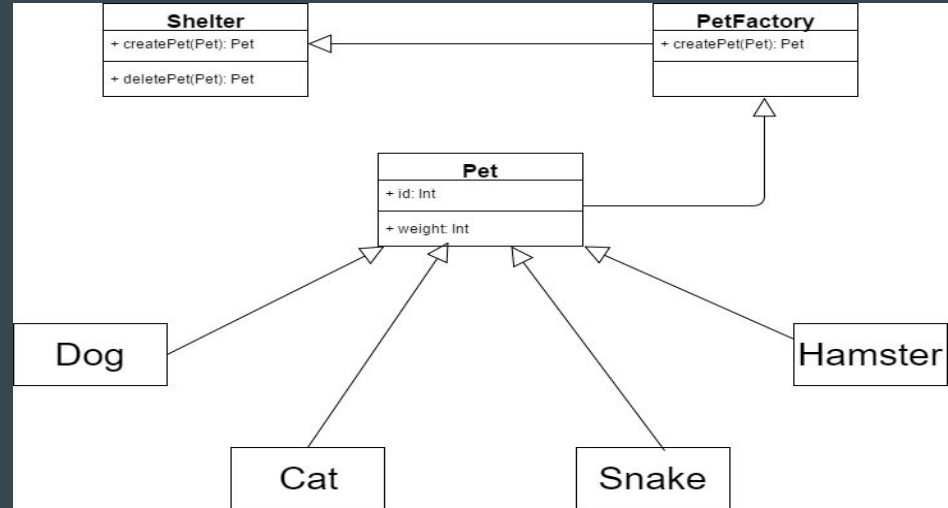 Shelter
+ createPet(Pet): Pet
+ deletePet(Pet): Pet
PetFactory
+ createPet(Pet): Pet
Pet
+ id: Int
+ weight: Int
Dog
Hamster
Cat
Snake